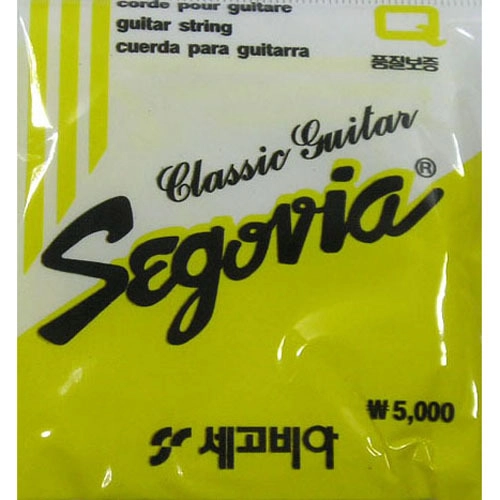 corde pour guitare
guitar string
cuerda para guitarra
Q
품질보증
Classic Guitar
Segovia®
₩5,000
세고비아